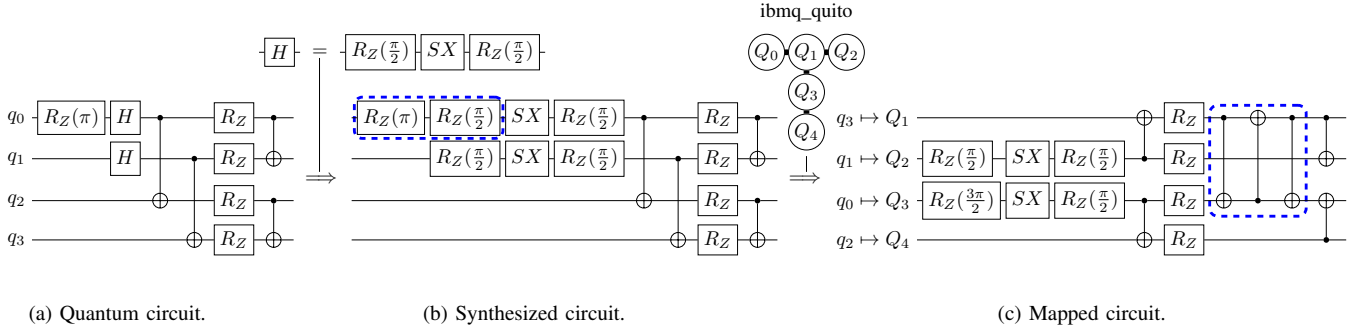 ibmq_quito
H = R_Z(π/2) SX R_Z(π/2)
Q_0 Q_1 Q_2
Q_3
Q_4
q_0 R_Z(π) H R_Z
q_1 H R_Z
q_2 R_Z
q_3 R_Z
⟹
R_Z(π) R_Z(π/2) SX R_Z(π/2) R_Z
R_Z(π/2) SX R_Z(π/2) R_Z
R_Z
R_Z
⟹
q_3 ↦ Q_1 R_Z
q_1 ↦ Q_2 R_Z(π/2) SX R_Z(π/2) R_Z
q_0 ↦ Q_3 R_Z(3π/2) SX R_Z(π/2) R_Z
q_2 ↦ Q_4 R_Z
(a) Quantum circuit.
(b) Synthesized circuit.
(c) Mapped circuit.